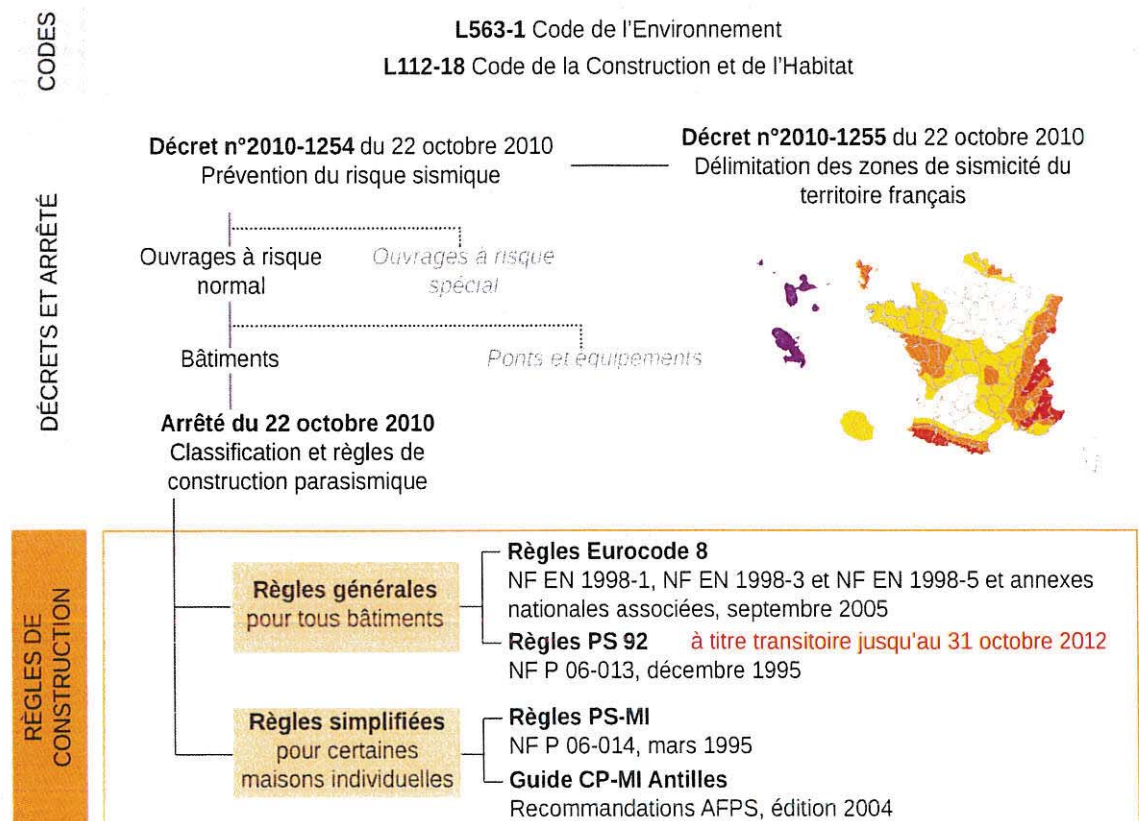 CODES
L563-1 Code de l'Environnement
L112-18 Code de la Construction et de l'Habitat
DÉCRETS ET ARRÊTÉ
Décret n°2010-1254 du 22 octobre 2010
Prévention du risque sismique
Décret n°2010-1255 du 22 octobre 2010
Délimitation des zones de sismicité du
territoire français
Ouvrages à risque
normal
Ouvrages à risque
spécial
Bâtiments
Ponts et équipements
Arrêté du 22 octobre 2010
Classification et règles de
construction parasismique
RÈGLES DE
CONSTRUCTION
Règles générales
pour tous bâtiments
Règles Eurocode 8
NF EN 1998-1, NF EN 1998-3 et NF EN 1998-5 et annexes
nationales associées, septembre 2005
Règles PS 92 à titre transitoire jusqu'au 31 octobre 2012
NF P 06-013, décembre 1995
Règles simplifiées
pour certaines
maisons individuelles
Règles PS-MI
NF P 06-014, mars 1995
Guide CP-MI Antilles
Recommandations AFPS, édition 2004